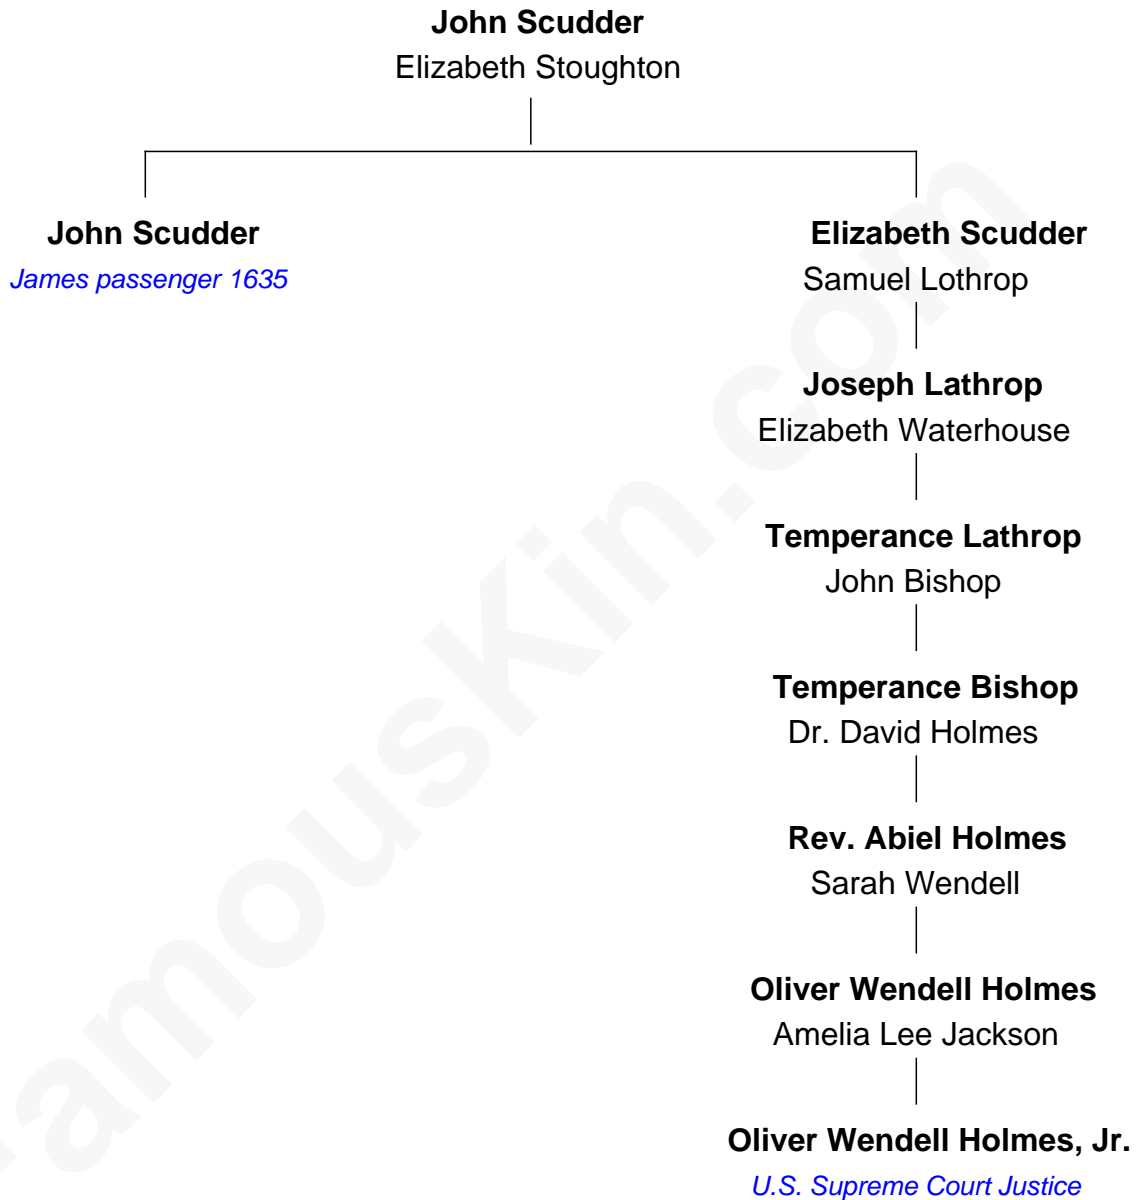 John Scudder
Elizabeth Stoughton
John Scudder
James passenger 1635
Elizabeth Scudder
Samuel Lothrop
Joseph Lathrop
Elizabeth Waterhouse
Temperance Lathrop
John Bishop
Temperance Bishop
Dr. David Holmes
Rev. Abiel Holmes
Sarah Wendell
Oliver Wendell Holmes
Amelia Lee Jackson
Oliver Wendell Holmes, Jr.
U.S. Supreme Court Justice
FamousKin.com